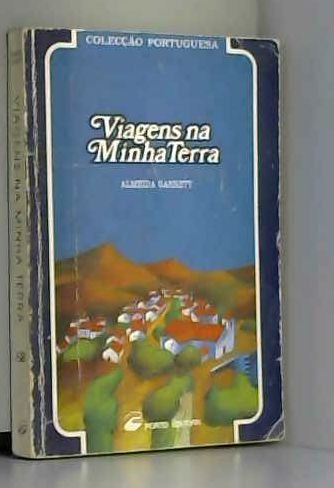 COLECÇÃO PORTUGUESA
Viagens na
Minha Terra
ALMEIDA GARRETT
PORTO EDITORA
VIAGENS NA MINHA TERRA